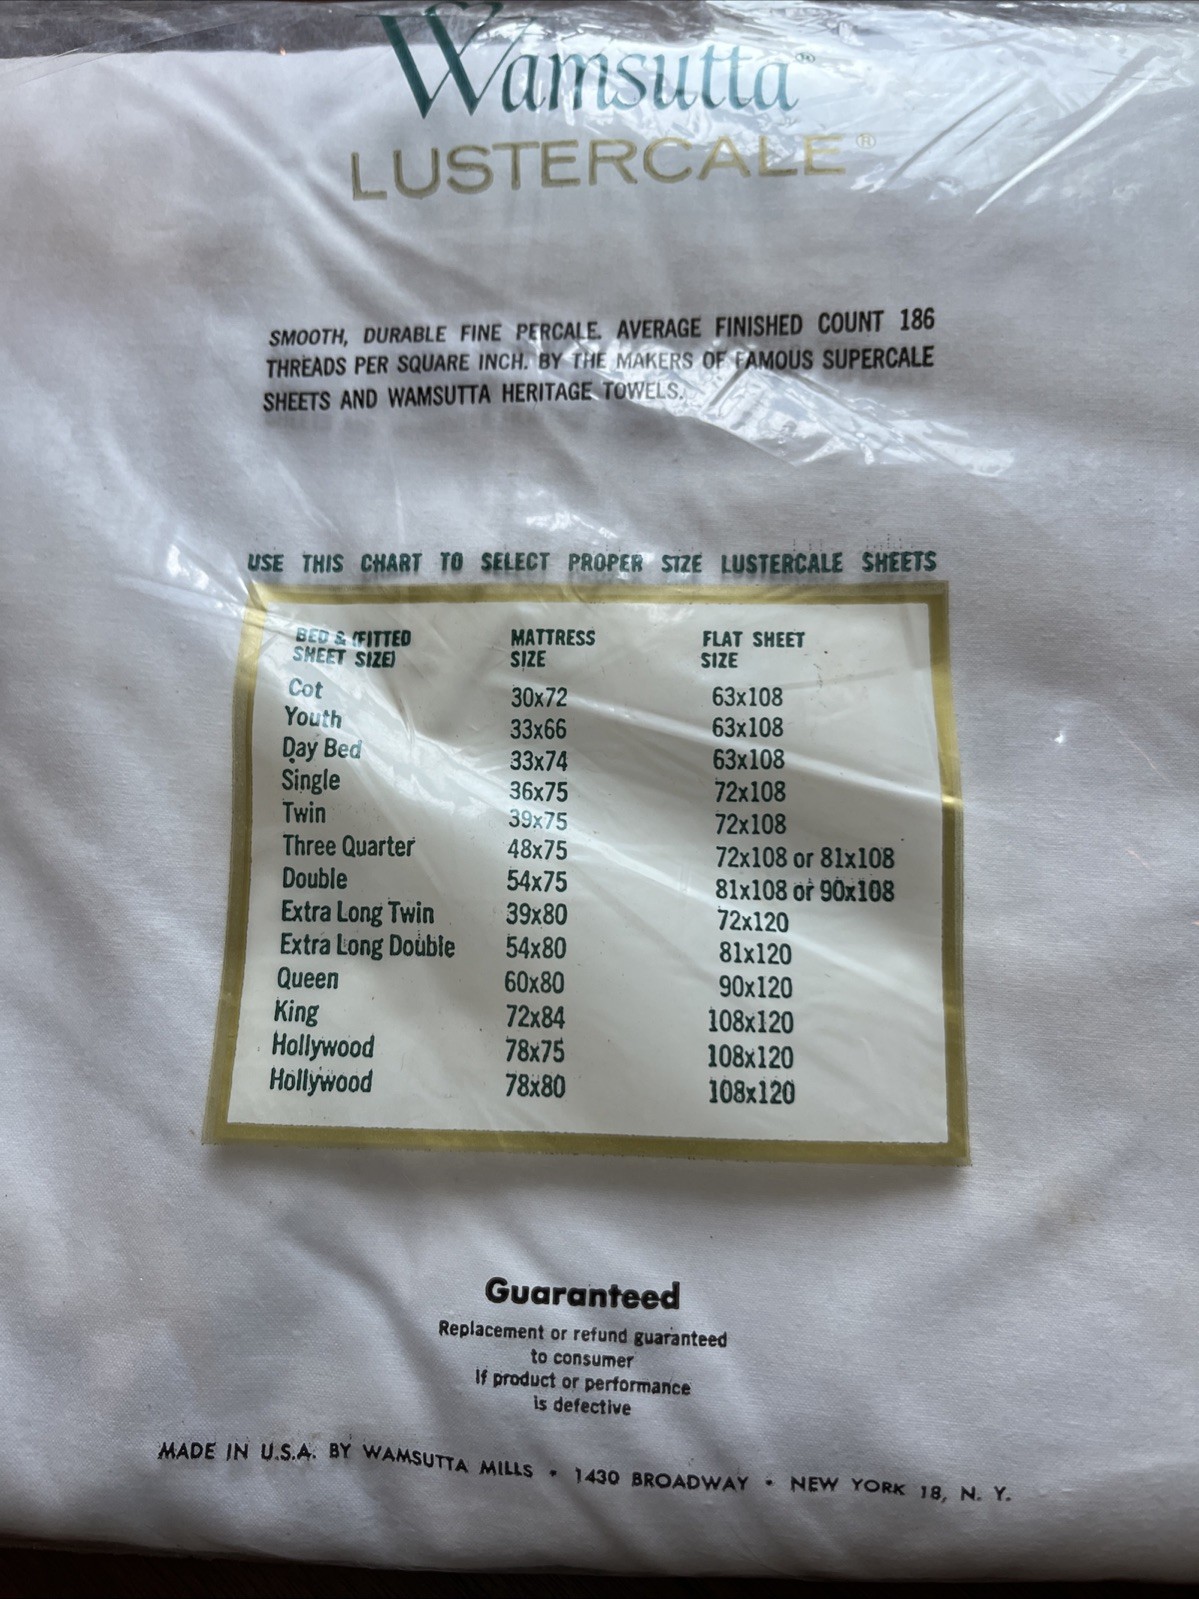 Wamsutta®
LUSTERCALE®
SMOOTH, DURABLE FINE PERCALE. AVERAGE FINISHED COUNT 186
THREADS PER SQUARE INCH. BY THE MAKERS OF FAMOUS SUPERCALE
SHEETS AND WAMSUTTA HERITAGE TOWELS.
USE THIS CHART TO SELECT PROPER SIZE LUSTERCALE SHEETS
BED & (FITTED MATTRESS FLAT SHEET
SHEET SIZE) SIZE SIZE
Cot 30x72 63x108
Youth 33x66 63x108
Day Bed 33x74 63x108
Single 36x75 72x108
Twin 39x75 72x108
Three Quarter 48x75 72x108 or 81x108
Double 54x75 81x108 or 90x108
Extra Long Twin 39x80 72x120
Extra Long Double 54x80 81x120
Queen 60x80 90x120
King 72x84 108x120
Hollywood 78x75 108x120
Hollywood 78x80 108x120
Guaranteed
Replacement or refund guaranteed
to consumer
If product or performance
is defective
MADE IN U.S.A. BY WAMSUTTA MILLS • 1430 BROADWAY • NEW YORK 18, N. Y.